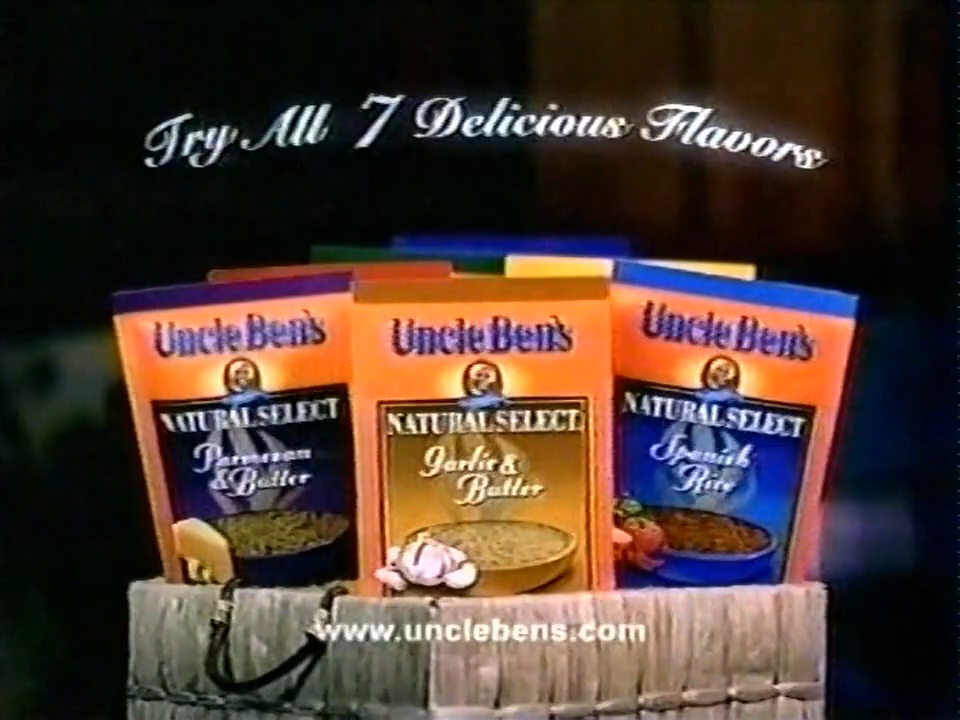 Try All 7 Delicious Flavors
Uncle Ben's
NATURAL SELECT
Parmesan
& Butter
Uncle Ben's
NATURAL SELECT
Garlic &
Butter
Uncle Ben's
NATURAL SELECT
Spanish
Rice
www.unclebens.com